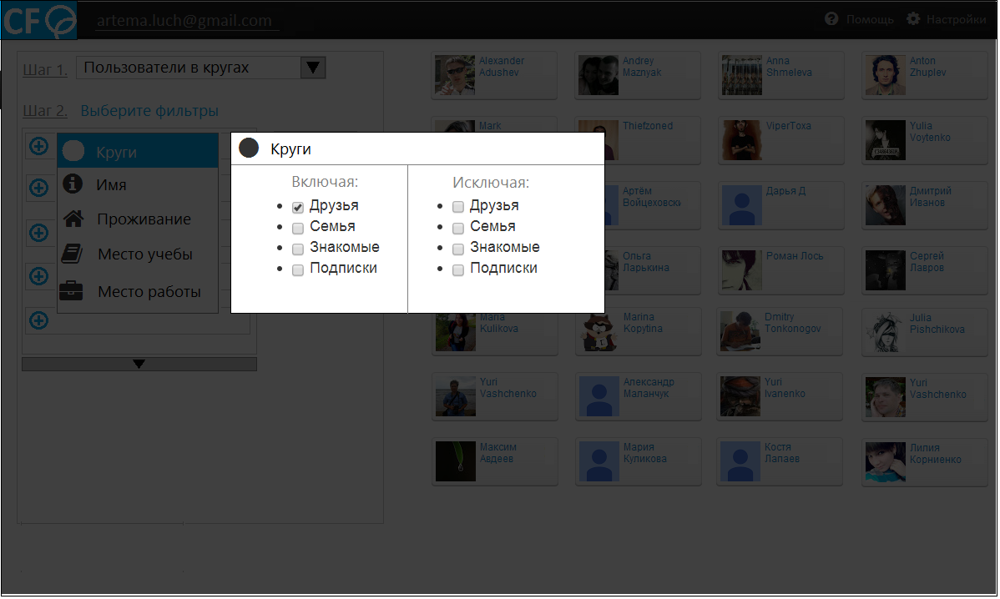 CF
artema.luch@gmail.com
Помощь
Настройки
Шаг 1.
Пользователи в кругах
Шаг 2. Выберите фильтры
Круги
Имя
Проживание
Место учебы
Место работы
Круги
Включая:
Друзья
Семья
Знакомые
Подписки
Исключая:
Друзья
Семья
Знакомые
Подписки
Alexander
Adushev
Andrey
Maznyak
Anna
Shmeleva
Anton
Zhuplev
Mark
Thiefzoned
ViperToxa
Yulia
Voytenko
Артём
Войцеховски
Дарья Д
Дмитрий
Иванов
Ольга
Ларькина
Роман Лось
Сергей
Лавров
Maria
Kulikova
Marina
Kopytina
Dmitry
Tonkonogov
Julia
Pishchikova
Yuri
Vashchenko
Александр
Маланчук
Yuri
Ivanenko
Yuri
Vashchenko
Максим
Авдеев
Мария
Куликова
Костя
Лапаев
Лилия
Корниенко